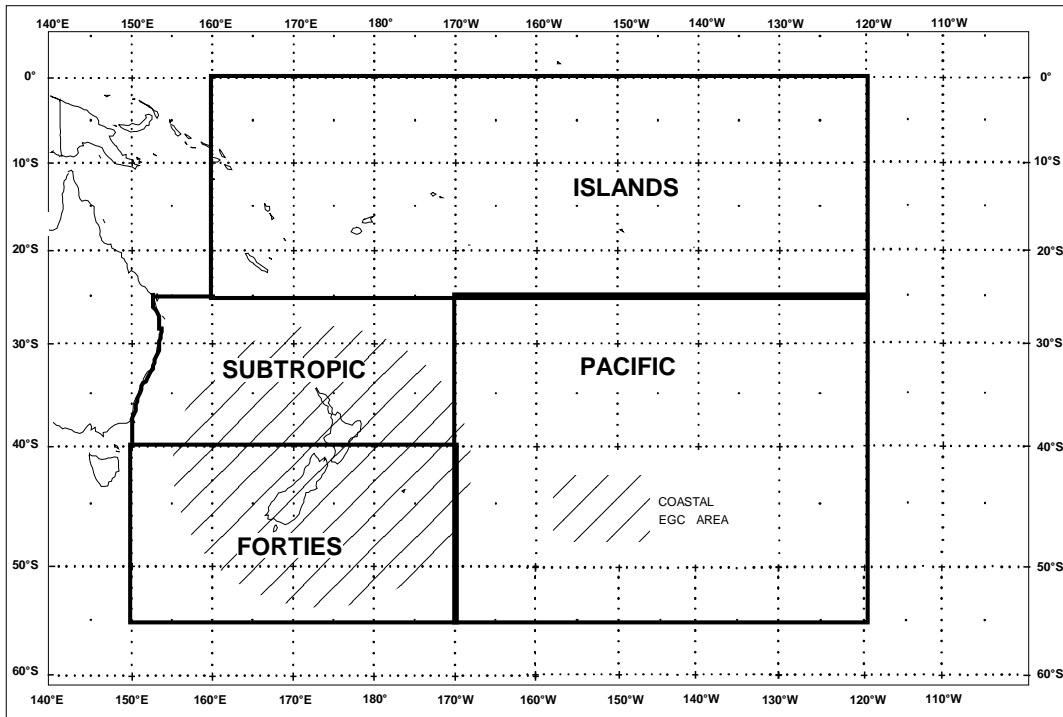 140°E 150°E 160°E 170°E 180° 170°W 160°W 150°W 140°W 130°W 120°W 110°W
0° 0°
10°S 10°S
ISLANDS
20°S 20°S
30°S 30°S
SUBTROPIC PACIFIC
40°S 40°S
COASTAL
EGC AREA
FORTIES
50°S 50°S
60°S 60°S
140°E 150°E 160°E 170°E 180° 170°W 160°W 150°W 140°W 130°W 120°W 110°W